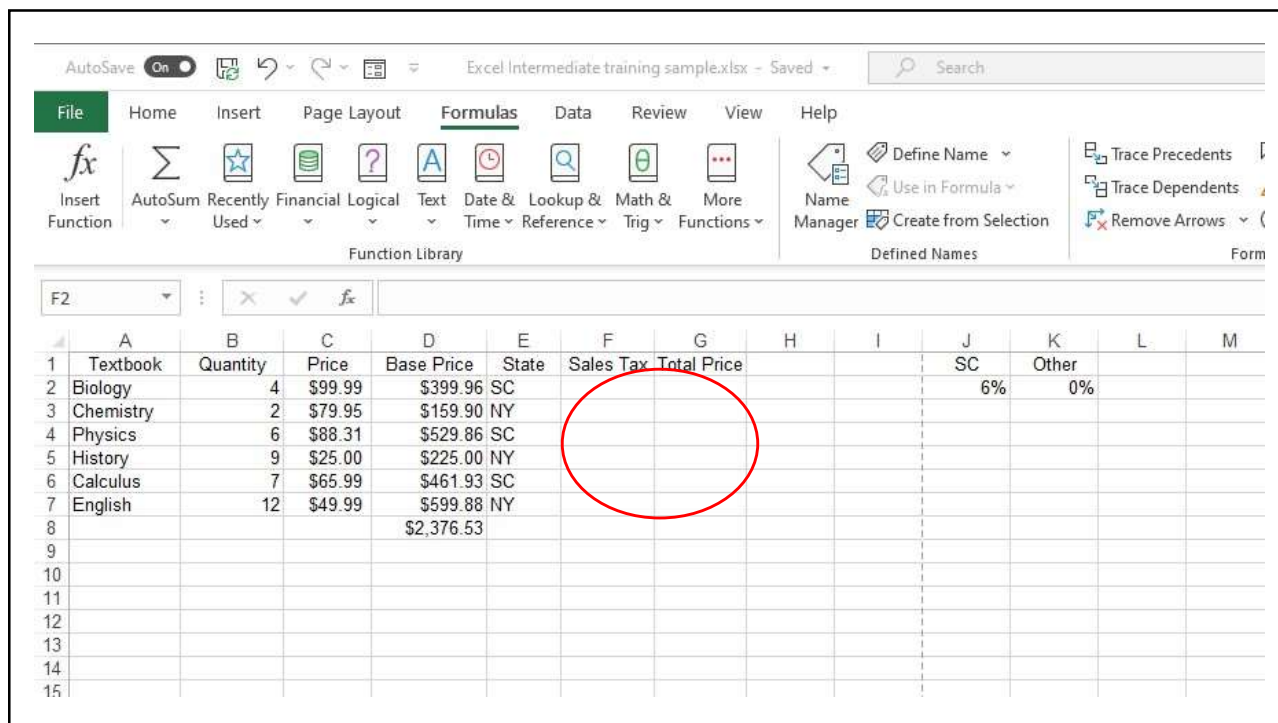 AutoSave On Excel Intermediate training sample.xlsx - Saved Search
File Home Insert Page Layout Formulas Data Review View Help
fx Insert Function
AutoSum Recently Used Financial Logical Text Date & Time Lookup & Reference Math & Trig More Functions
Function Library
Name Manager
Define Name
Use in Formula
Create from Selection
Defined Names
Trace Precedents
Trace Dependents
Remove Arrows
Form
F2 fx
A B C D E F G H I J K L M
1 Textbook Quantity Price Base Price State Sales Tax Total Price SC Other
2 Biology 4 $99.99 $399.96 SC 6% 0%
3 Chemistry 2 $79.95 $159.90 NY
4 Physics 6 $88.31 $529.86 SC
5 History 9 $25.00 $225.00 NY
6 Calculus 7 $65.99 $461.93 SC
7 English 12 $49.99 $599.88 NY
8 $2,376.53
9
10
11
12
13
14
15